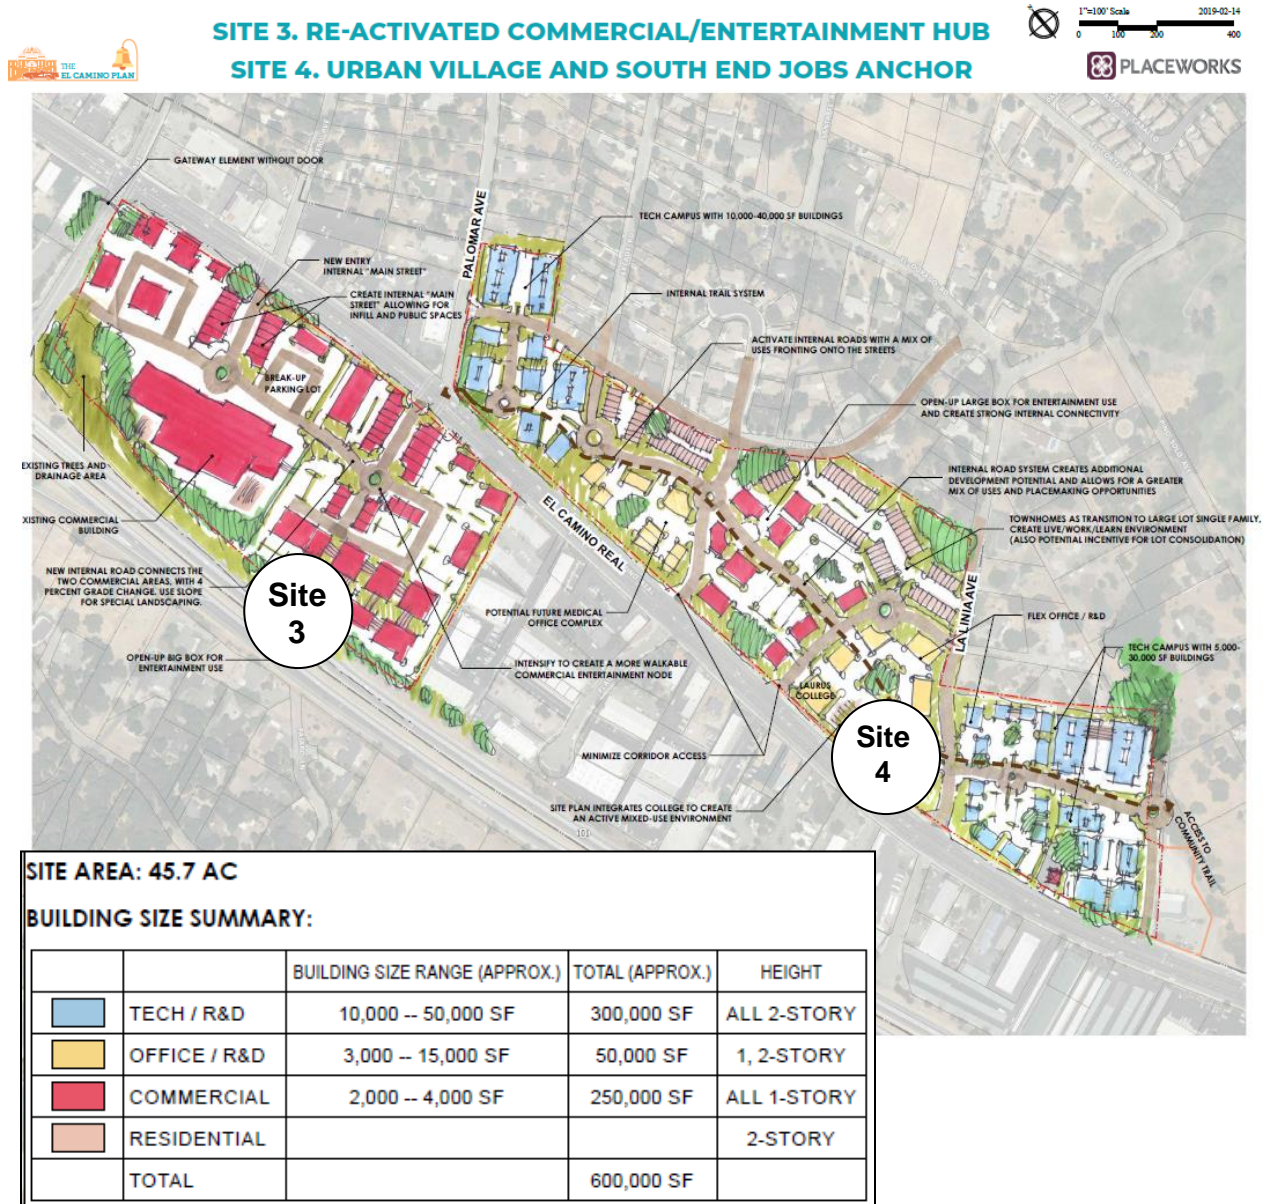 SITE 3. RE-ACTIVATED COMMERCIAL/ENTERTAINMENT HUB
SITE 4. URBAN VILLAGE AND SOUTH END JOBS ANCHOR
THE
EL CAMINO PLAN
1"=100' Scale
2019-02-14
0 100 200 400
PLACEWORKS
GATEWAY ELEMENT WITHOUT DOOR
NEW ENTRY
INTERNAL "MAIN STREET"
CREATE INTERNAL "MAIN
STREET" ALLOWING FOR
INFILL AND PUBLIC SPACES
BREAK-UP
PARKING LOT
PALOMAR AVE
TECH CAMPUS WITH 10,000-40,000 SF BUILDINGS
INTERNAL TRAIL SYSTEM
ACTIVATE INTERNAL ROADS WITH A MIX OF
USES FRONTING ONTO THE STREETS
OPEN-UP LARGE BOX FOR ENTERTAINMENT USE
AND CREATE STRONG INTERNAL CONNECTIVITY
INTERNAL ROAD SYSTEM CREATES ADDITIONAL
DEVELOPMENT POTENTIAL AND ALLOWS FOR A GREATER
MIX OF USES AND PLACEMAKING OPPORTUNITIES
TOWNHOMES AS TRANSITION TO LARGE LOT SINGLE FAMILY.
CREATE LIVE/WORK/LEARN ENVIRONMENT
(ALSO POTENTIAL INCENTIVE FOR LOT CONSOLIDATION)
EXISTING TREES AND
DRAINAGE AREA
XISTING COMMERCIAL
BUILDING
NEW INTERNAL ROAD CONNECTS THE
TWO COMMERCIAL AREAS, WITH 4
PERCENT GRADE CHANGE. USE SLOPE
FOR SPECIAL LANDSCAPING.
OPEN-UP BIG BOX FOR
ENTERTAINMENT USE
Site
3
EL CAMINO REAL
POTENTIAL FUTURE MEDICAL
OFFICE COMPLEX
INTENSIFY TO CREATE A MORE WALKABLE
COMMERCIAL ENTERTAINMENT NODE
LA LINIA AVE
FLEX OFFICE / R&D
TECH CAMPUS WITH 5,000-
30,000 SF BUILDINGS
LAURUS
COLLEGE
Site
4
MINIMIZE CORRIDOR ACCESS
SITE PLAN INTEGRATES COLLEGE TO CREATE
AN ACTIVE MIXED-USE ENVIRONMENT
101
ACCESS TO
COMMUNITY TRAIL
SITE AREA: 45.7 AC
BUILDING SIZE SUMMARY:
BUILDING SIZE RANGE (APPROX.) TOTAL (APPROX.) HEIGHT
TECH / R&D 10,000 -- 50,000 SF 300,000 SF ALL 2-STORY
OFFICE / R&D 3,000 -- 15,000 SF 50,000 SF 1, 2-STORY
COMMERCIAL 2,000 -- 4,000 SF 250,000 SF ALL 1-STORY
RESIDENTIAL 2-STORY
TOTAL 600,000 SF